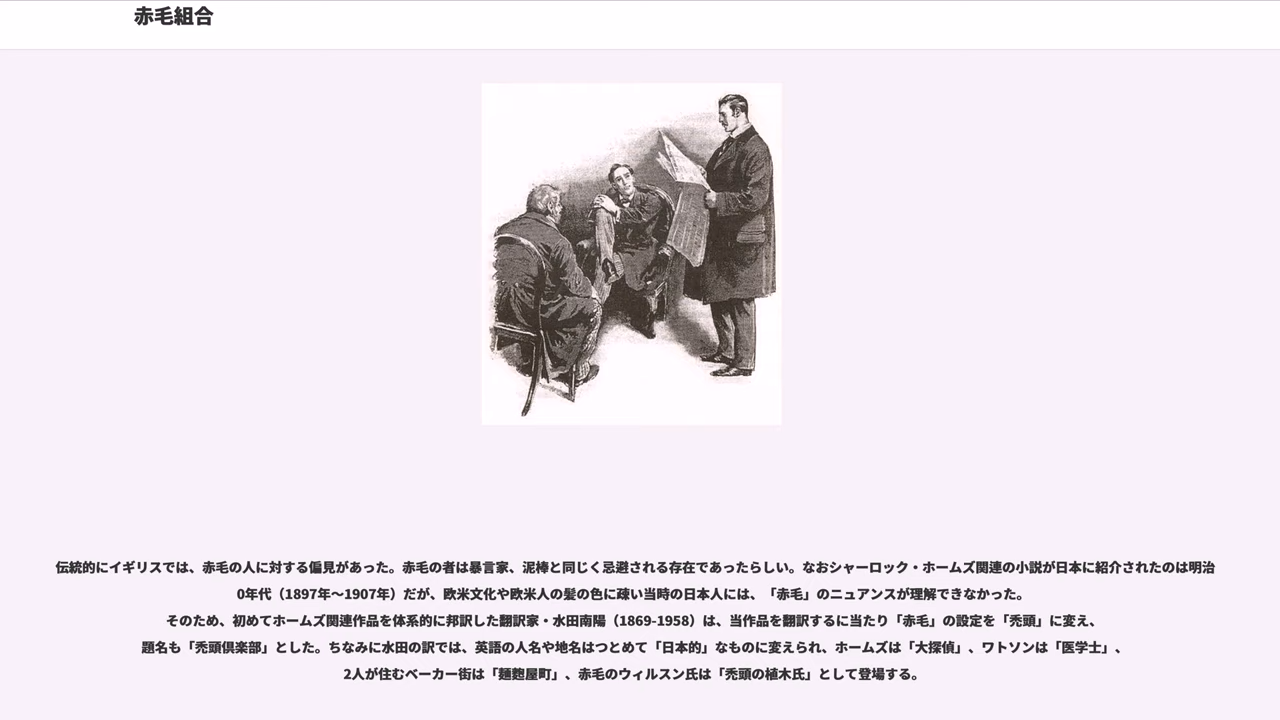 赤毛組合
伝統的にイギリスでは、赤毛の人に対する偏見があった。赤毛の者は暴言家、泥棒と同じく忌避される存在であったらしい。なおシャーロック・ホームズ関連の小説が日本に紹介されたのは明治
0年代（1897年〜1907年）だが、欧米文化や欧米人の髪の色に疎い当時の日本人には、「赤毛」のニュアンスが理解できなかった。
そのため、初めてホームズ関連作品を体系的に邦訳した翻訳家・水田南陽（1869-1958）は、当作品を翻訳するに当たり「赤毛」の設定を「禿頭」に変え、
題名も「禿頭倶楽部」とした。ちなみに水田の訳では、英語の人名や地名はつとめて「日本的」なものに変えられ、ホームズは「大探偵」、ワトソンは「医学士」、
2人が住むベーカー街は「麺麭屋町」、赤毛のウィルスン氏は「禿頭の植木氏」として登場する。